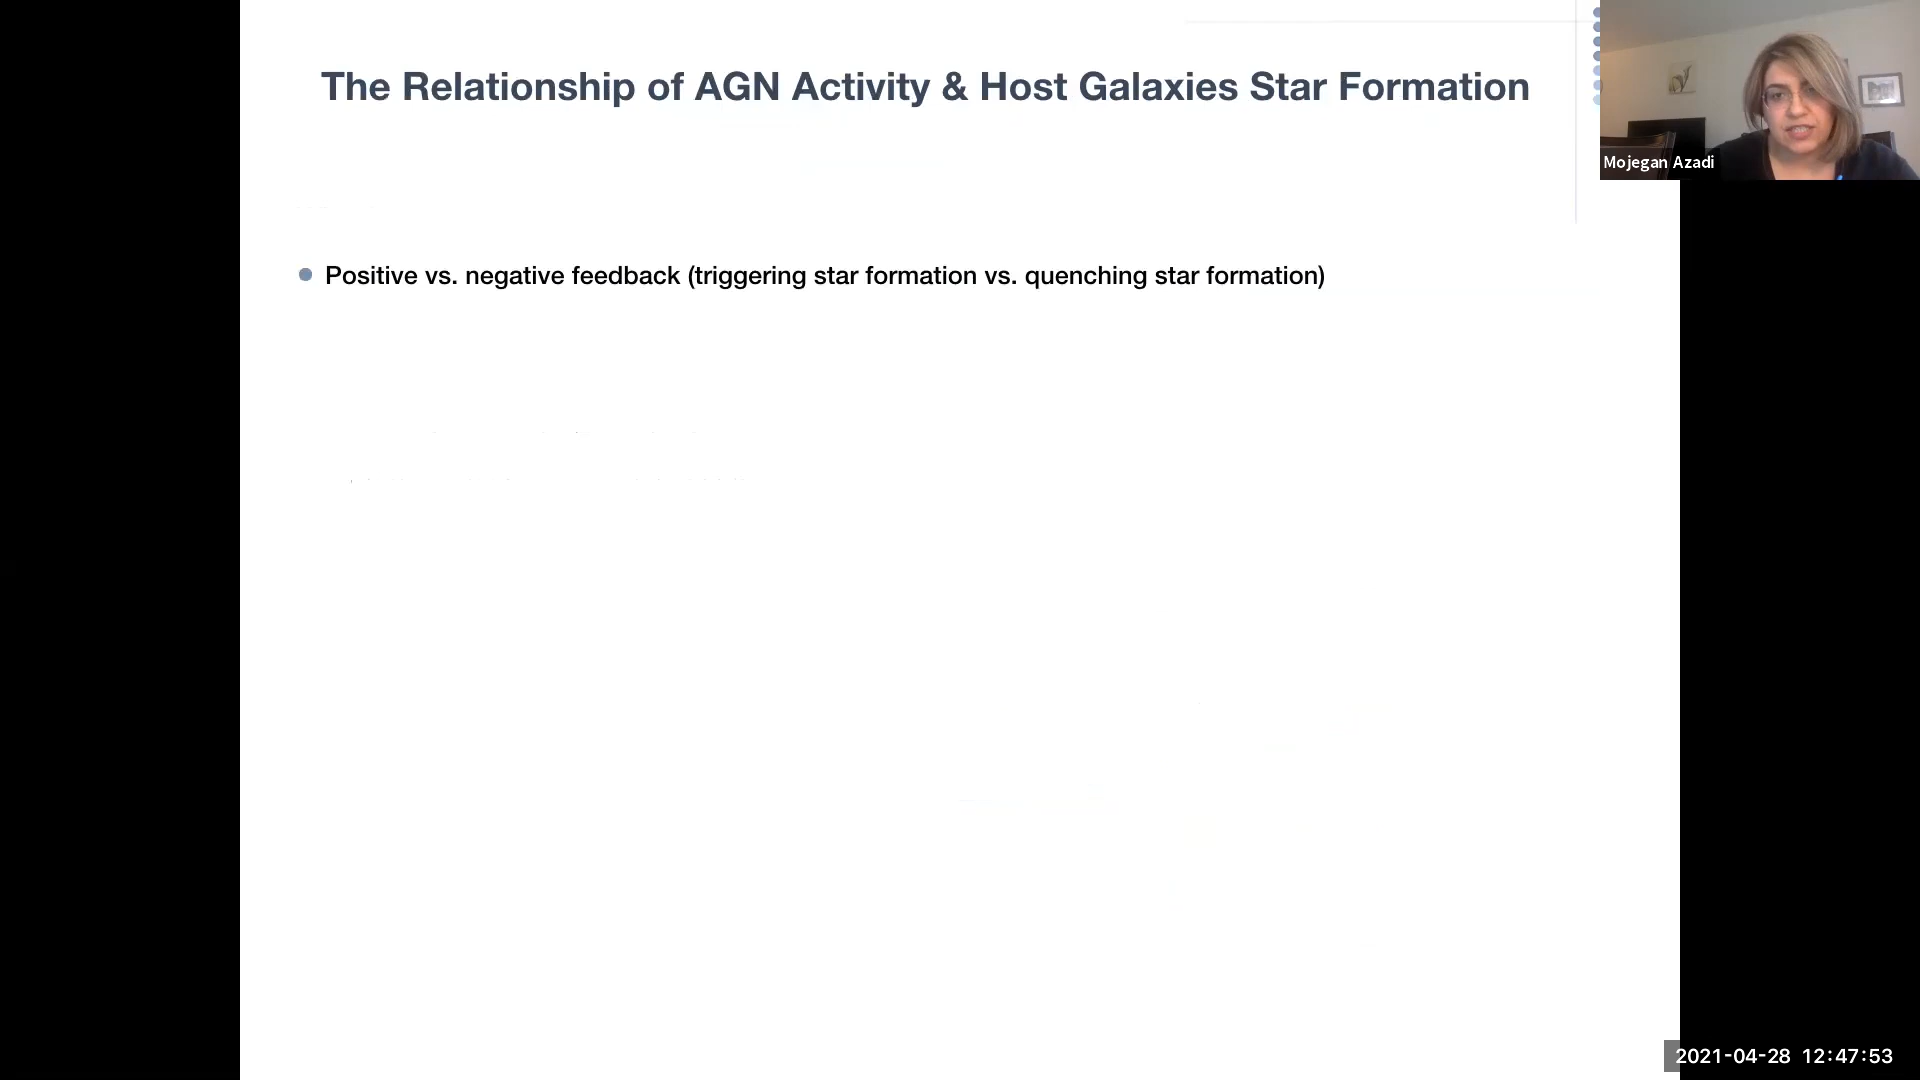 The Relationship of AGN Activity & Host Galaxies Star Formation
Mojegan Azadi
Positive vs. negative feedback (triggering star formation vs. quenching star formation)
2021-04-28 12:47:53